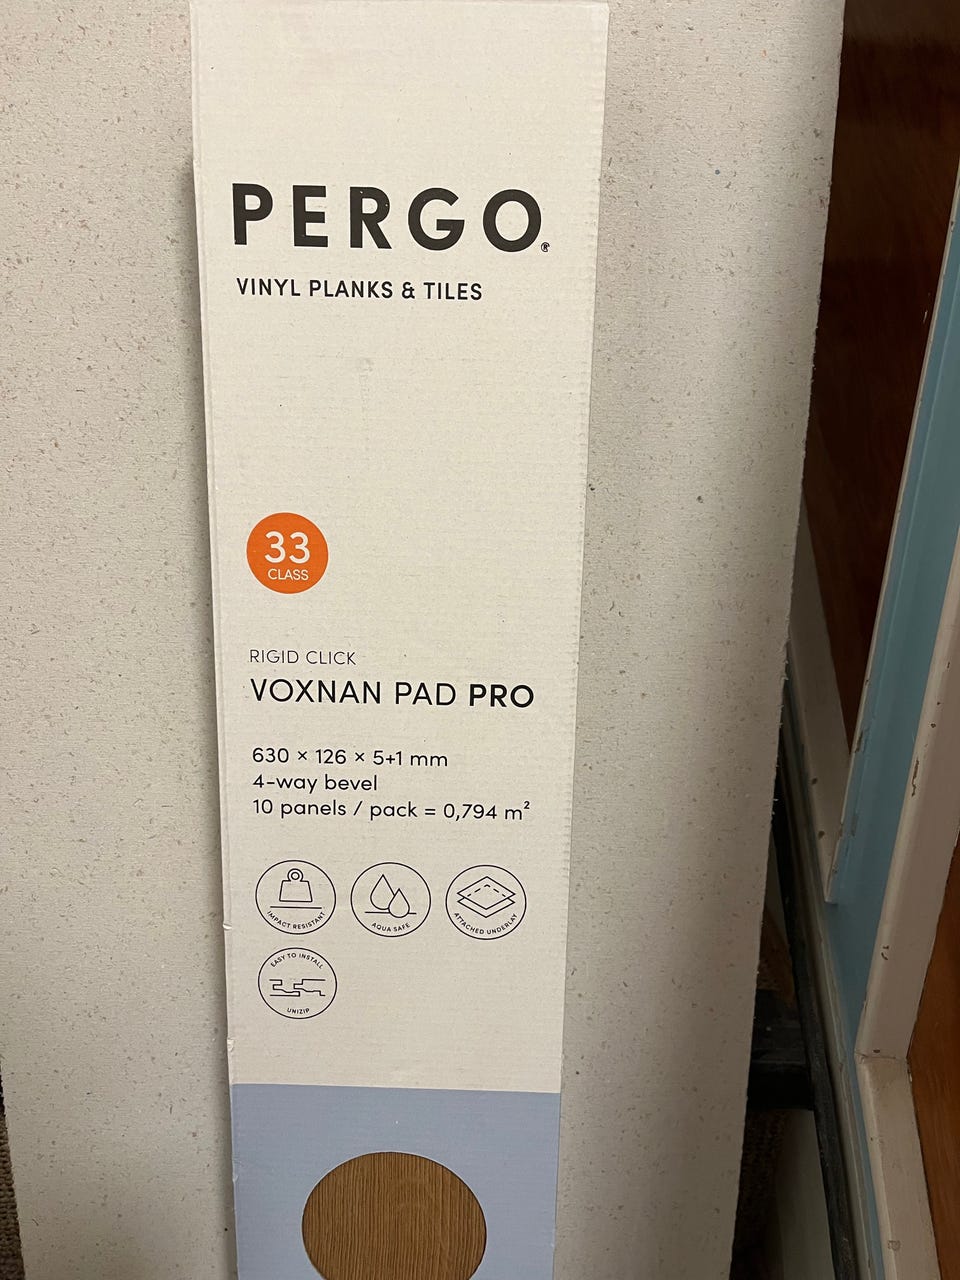 PERGO®
VINYL PLANKS & TILES
33
CLASS
RIGID CLICK
VOXNAN PAD PRO
630 × 126 × 5+1 mm
4-way bevel
10 panels / pack = 0,794 m²
IMPACT RESISTANT
AQUA SAFE
ATTACHED UNDERLAY
EASY TO INSTALL
UNIZIP